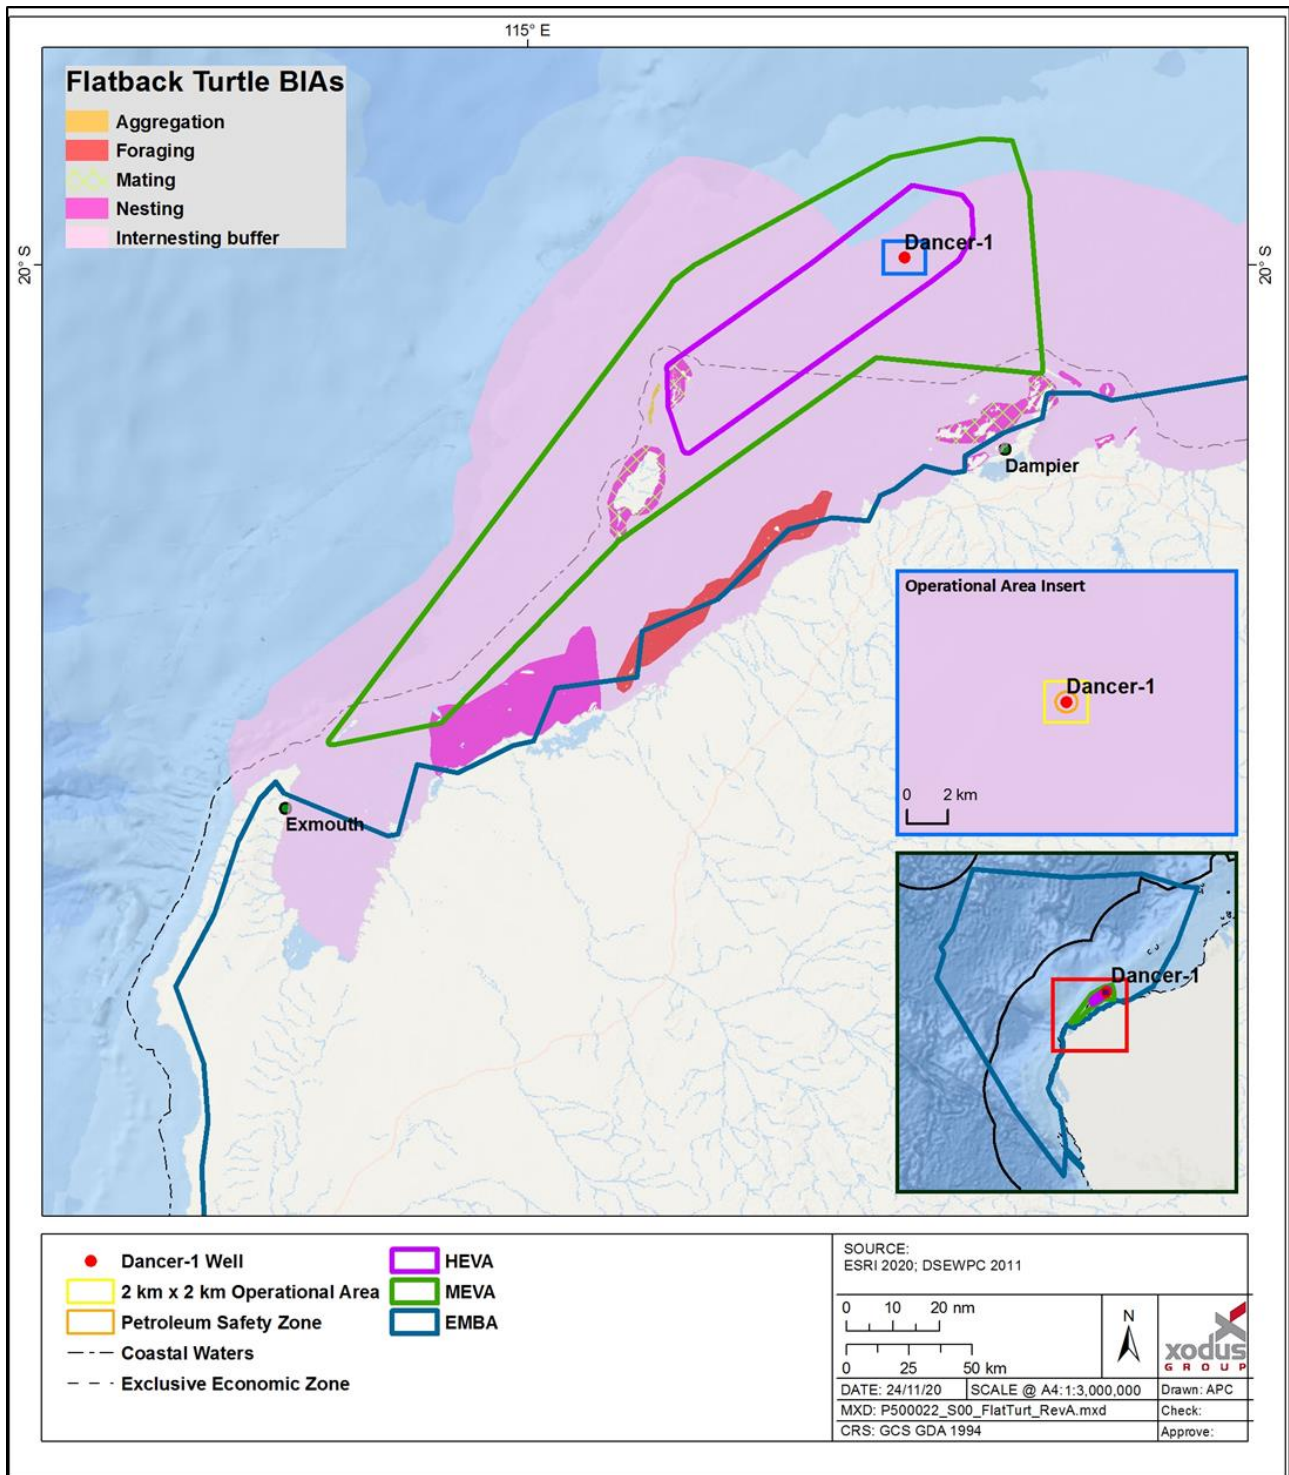 115° E
Flatback Turtle BIAs
Aggregation
Foraging
Mating
Nesting
Internesting buffer
20° S
20° S
Dancer-1
Dampier
Exmouth
Operational Area Insert
Dancer-1
0 2 km
Dancer-1
Dancer-1 Well
2 km x 2 km Operational Area
Petroleum Safety Zone
Coastal Waters
Exclusive Economic Zone
HEVA
MEVA
EMBA
SOURCE:
ESRI 2020; DSEWPC 2011
0 10 20 nm
0 25 50 km
N
xodus
GROUP
DATE: 24/11/20
SCALE @ A4:1:3,000,000
Drawn: APC
MXD: P500022_S00_FlatTurt_RevA.mxd
Check:
CRS: GCS GDA 1994
Approve: